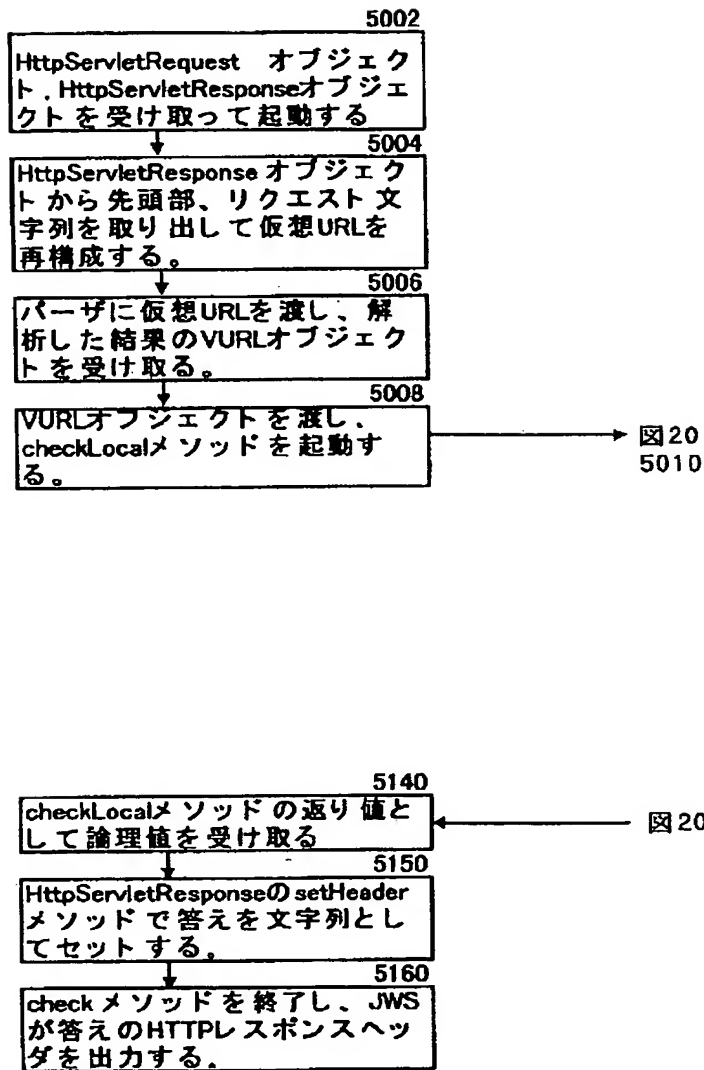 5002
HttpServletRequest オブジェク
ト，HttpServletResponseオブジェ
クトを受け取って起動する
5004
HttpServletResponse オブジェク
トから先頭部、リクエスト文
字列を取り出して仮想URLを
再構成する。
5006
パーザに仮想URLを渡し、解
析した結果のVURLオブジェク
トを受け取る。
5008
VURLオブジェクトを渡し、
checkLocalメソッドを起動す
る。
図20
5010
5140
checkLocalメソッドの返り値と
して論理値を受け取る
図20
5150
HttpServletResponseのsetHeader
メソッドで答えを文字列とし
てセットする。
5160
checkメソッドを終了し、JWS
が答えのHTTPレスポンスヘッ
ダを出力する．